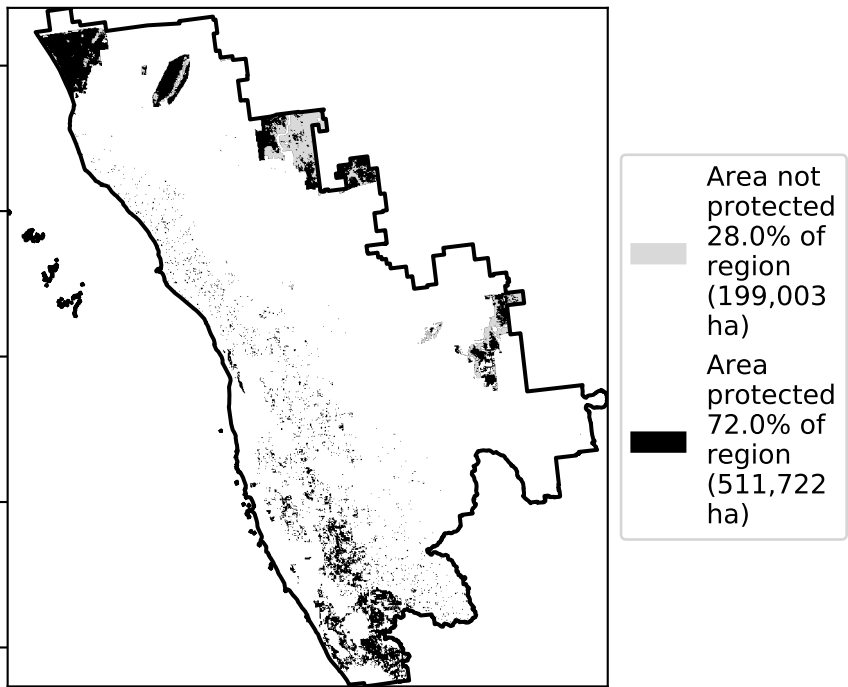 Area not
protected
28.0% of
region
(199,003
ha)
Area
protected
72.0% of
region
(511,722
ha)